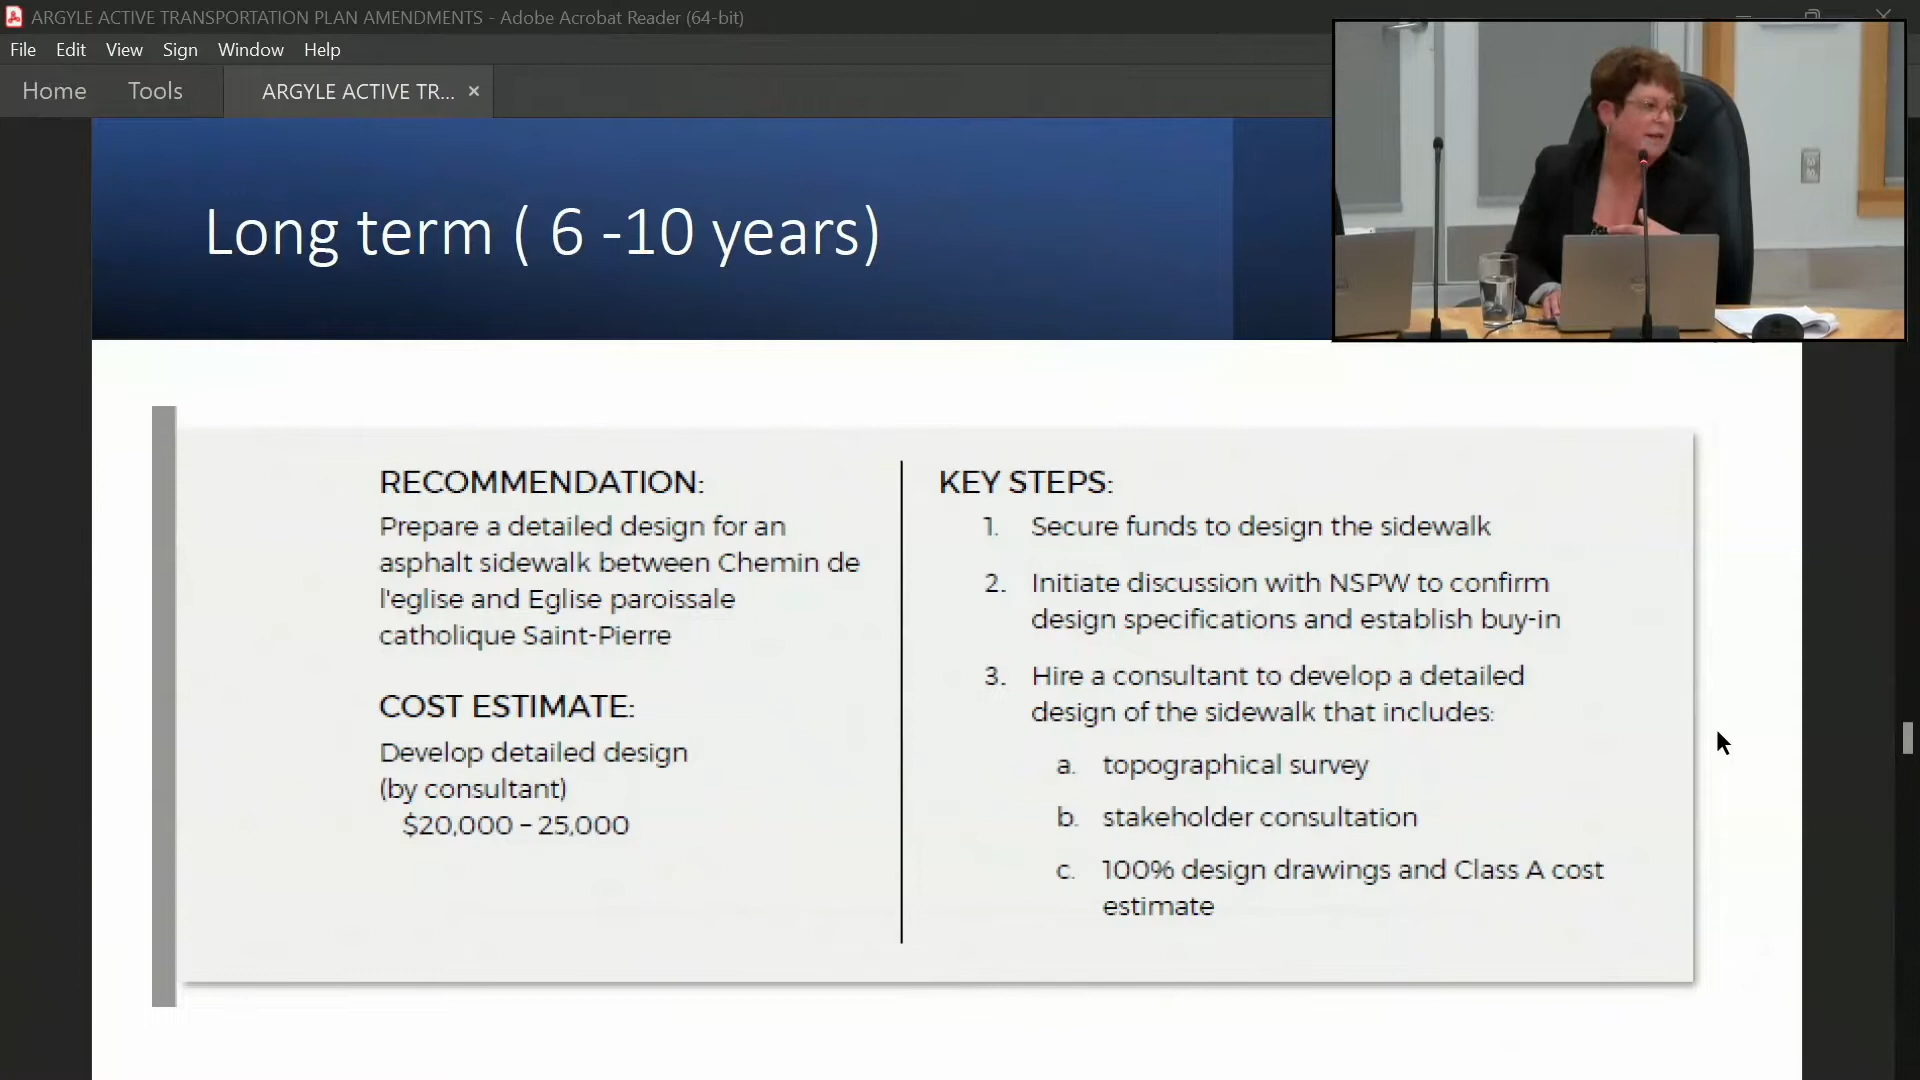 ARGYLE ACTIVE TRANSPORTATION PLAN AMENDMENTS - Adobe Acrobat Reader (64-bit)
File Edit View Sign Window Help
Home Tools ARGYLE ACTIVE TR... ×
Long term ( 6 -10 years)
RECOMMENDATION:
Prepare a detailed design for an
asphalt sidewalk between Chemin de
l'eglise and Eglise paroissale
catholique Saint-Pierre
COST ESTIMATE:
Develop detailed design
(by consultant)
$20,000 – 25,000
KEY STEPS:
1. Secure funds to design the sidewalk
2. Initiate discussion with NSPW to confirm
design specifications and establish buy-in
3. Hire a consultant to develop a detailed
design of the sidewalk that includes:
a. topographical survey
b. stakeholder consultation
c. 100% design drawings and Class A cost
estimate